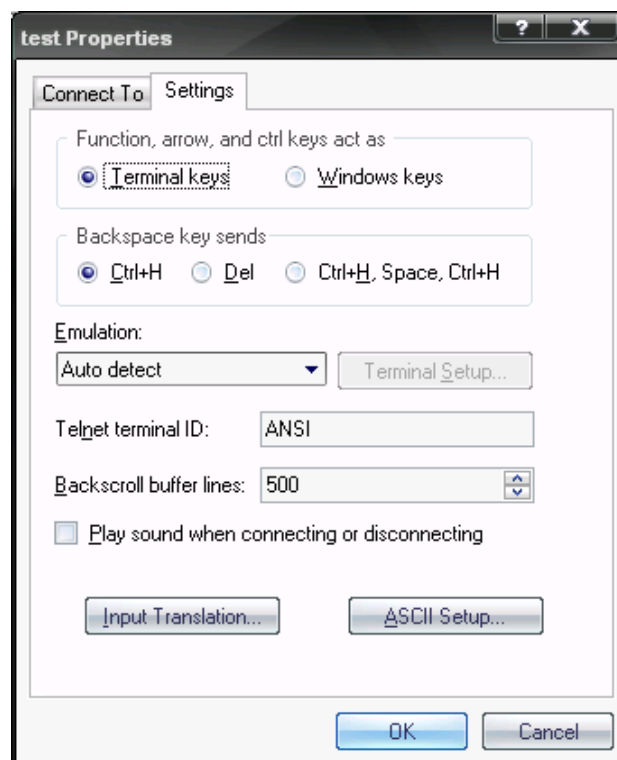 test Properties
? X
Connect To Settings
Function, arrow, and ctrl keys act as
Terminal keys Windows keys
Backspace key sends
Ctrl+H Del Ctrl+H, Space, Ctrl+H
Emulation:
Auto detect Terminal Setup...
Telnet terminal ID: ANSI
Backscroll buffer lines: 500
Play sound when connecting or disconnecting
Input Translation... ASCII Setup...
OK Cancel